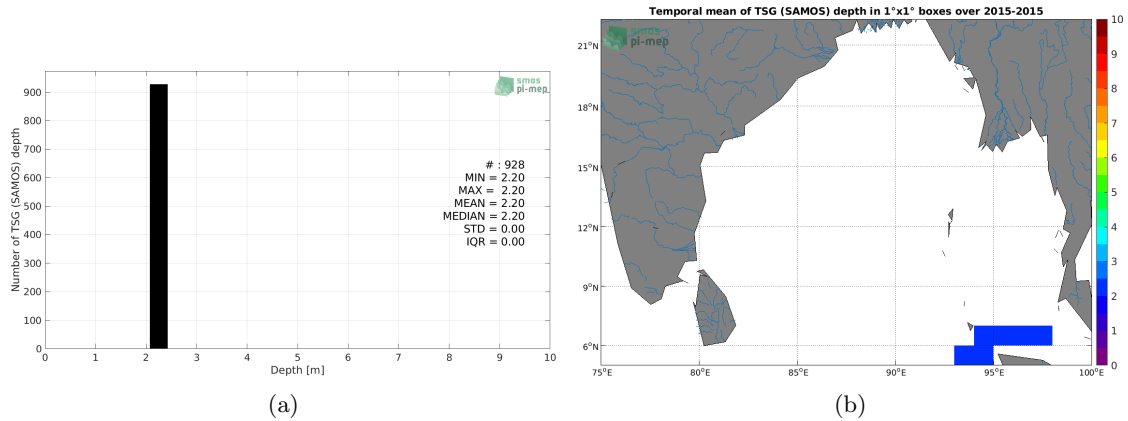 Temporal mean of TSG (SAMOS) depth in 1°x1° boxes over 2015-2015
smos
pi-mep
Number of TSG (SAMOS) depth
900
800
700
600
500
400
300
200
100
0
# : 928
MIN = 2.20
MAX = 2.20
MEAN = 2.20
MEDIAN = 2.20
STD = 0.00
IQR = 0.00
0 1 2 3 4 5 6 7 8 9 10
Depth [m]
(a)
smos
pi-mep
21°N
18°N
15°N
12°N
9°N
6°N
75°E 80°E 85°E 90°E 95°E 100°E
10
9
8
7
6
5
4
3
2
1
0
(b)